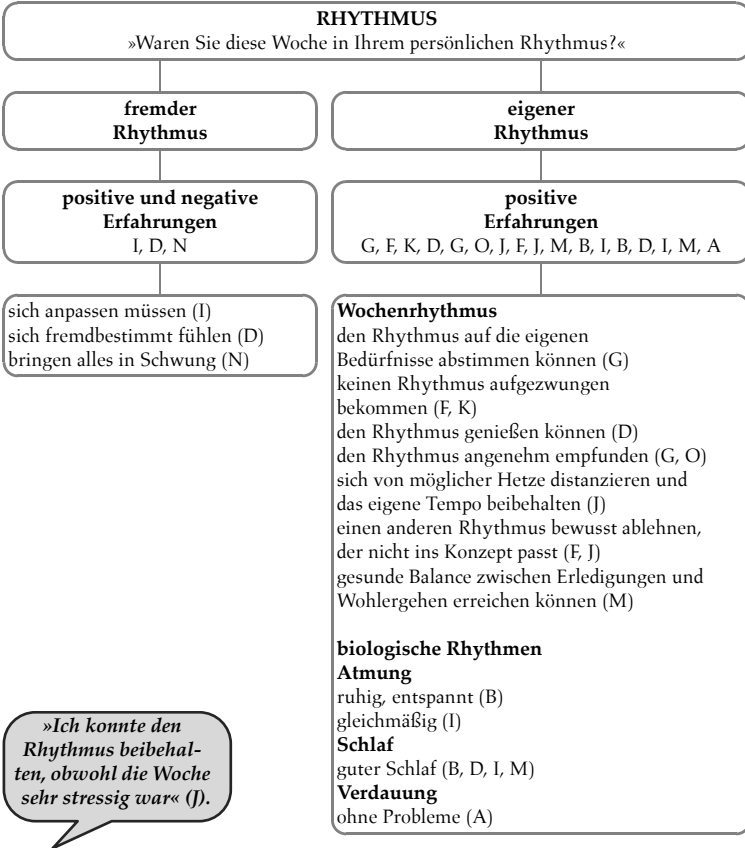 RHYTHMUS
»Waren Sie diese Woche in Ihrem persönlichen Rhythmus?«
fremder
Rhythmus
eigener
Rhythmus
positive und negative
Erfahrungen
I, D, N
positive
Erfahrungen
G, F, K, D, G, O, J, F, J, M, B, I, B, D, I, M, A
sich anpassen müssen (I)
sich fremdbestimmt fühlen (D)
bringen alles in Schwung (N)
Wochenrhythmus
den Rhythmus auf die eigenen
Bedürfnisse abstimmen können (G)
keinen Rhythmus aufgezwungen
bekommen (F, K)
den Rhythmus genießen können (D)
den Rhythmus angenehm empfunden (G, O)
sich von möglicher Hetze distanzieren und
das eigene Tempo beibehalten (J)
einen anderen Rhythmus bewusst ablehnen,
der nicht ins Konzept passt (F, J)
gesunde Balance zwischen Erledigungen und
Wohlergehen erreichen können (M)
biologische Rhythmen
Atmung
ruhig, entspannt (B)
gleichmäßig (I)
Schlaf
guter Schlaf (B, D, I, M)
Verdauung
ohne Probleme (A)
»Ich konnte den
Rhythmus beibehal-
ten, obwohl die Woche
sehr stressig war« (J).